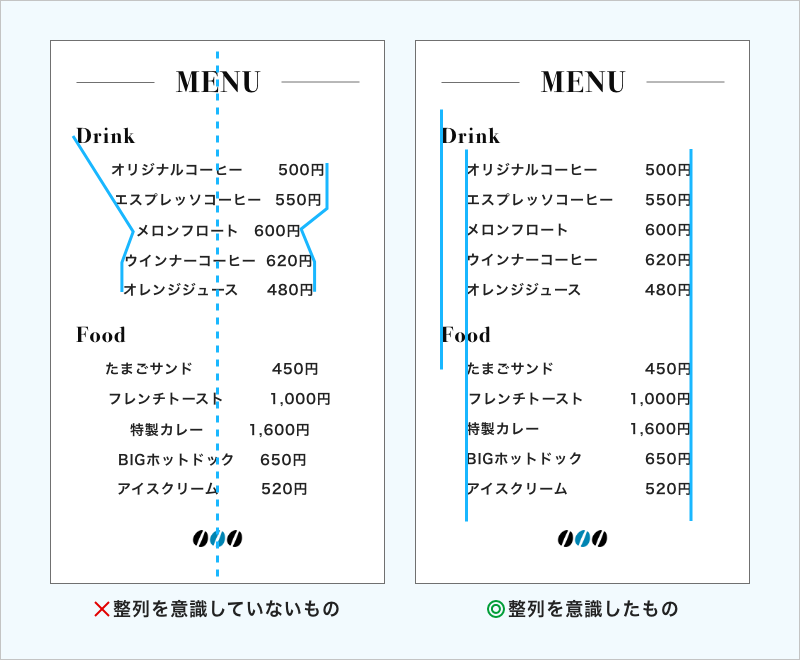 MENU
Drink
オリジナルコーヒー 500円
エスプレッソコーヒー 550円
メロンフロート 600円
ウインナーコーヒー 620円
オレンジジュース 480円
Food
たまごサンド 450円
フレンチトースト 1,000円
特製カレー 1,600円
BIGホットドック 650円
アイスクリーム 520円
×整列を意識していないもの
MENU
Drink
オリジナルコーヒー 500円
エスプレッソコーヒー 550円
メロンフロート 600円
ウインナーコーヒー 620円
オレンジジュース 480円
Food
たまごサンド 450円
フレンチトースト 1,000円
特製カレー 1,600円
BIGホットドック 650円
アイスクリーム 520円
◎整列を意識したもの